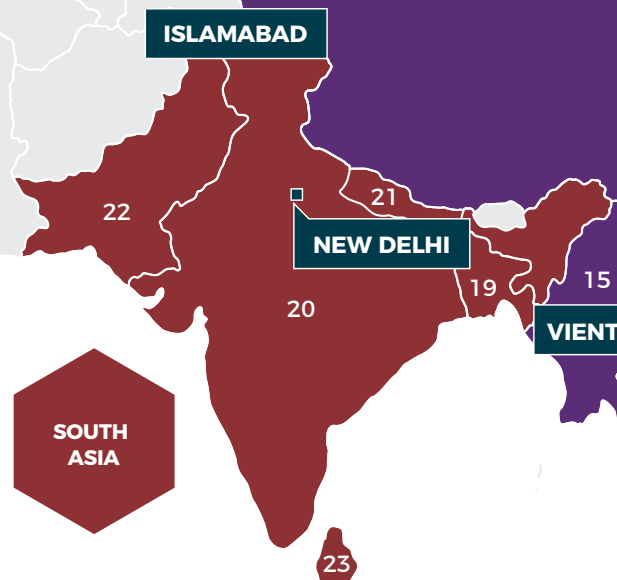 ISLAMABAD
22
21
NEW DELHI
19
15
20
VIENT
SOUTH
ASIA
23